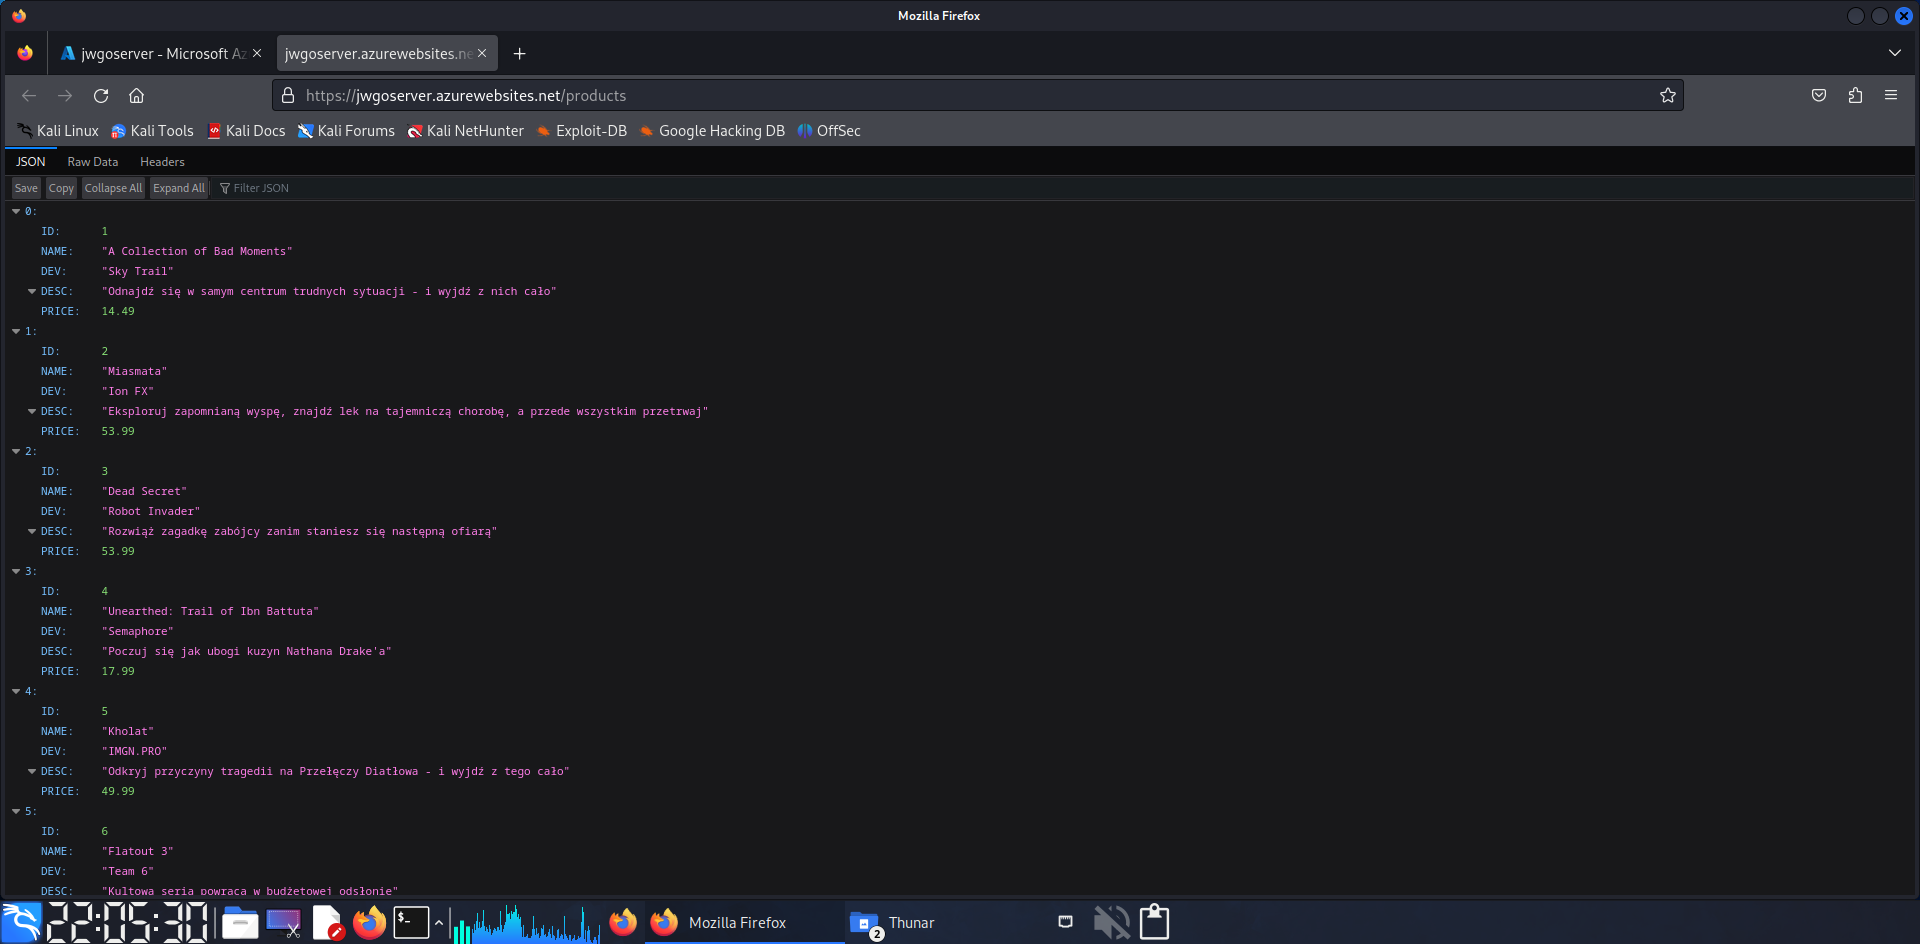 Mozilla Firefox
jwgoserver - Microsoft Az
jwgoserver.azurewebsites.ne
https://jwgoserver.azurewebsites.net/products
Kali Linux Kali Tools Kali Docs Kali Forums Kali NetHunter Exploit-DB Google Hacking DB OffSec
JSON Raw Data Headers
Save Copy Collapse All Expand All Filter JSON
0:
ID: 1
NAME: "A Collection of Bad Moments"
DEV: "Sky Trail"
DESC: "Odnajdź się w samym centrum trudnych sytuacji - i wyjdź z nich cało"
PRICE: 14.49
1:
ID: 2
NAME: "Miasmata"
DEV: "Ion FX"
DESC: "Eksploruj zapomnianą wyspę, znajdź lek na tajemniczą chorobę, a przede wszystkim przetrwaj"
PRICE: 53.99
2:
ID: 3
NAME: "Dead Secret"
DEV: "Robot Invader"
DESC: "Rozwiąż zagadkę zabójcy zanim staniesz się następną ofiarą"
PRICE: 53.99
3:
ID: 4
NAME: "Unearthed: Trail of Ibn Battuta"
DEV: "Semaphore"
DESC: "Poczuj się jak ubogi kuzyn Nathana Drake'a"
PRICE: 17.99
4:
ID: 5
NAME: "Kholat"
DEV: "IMGN.PRO"
DESC: "Odkryj przyczyny tragedii na Przełęczy Diatłowa - i wyjdź z tego cało"
PRICE: 49.99
5:
ID: 6
NAME: "Flatout 3"
DEV: "Team 6"
DESC: "Kultowa seria powraca w budżetowej odsłonie"
22:05:30 $_ Mozilla Firefox 2 Thunar